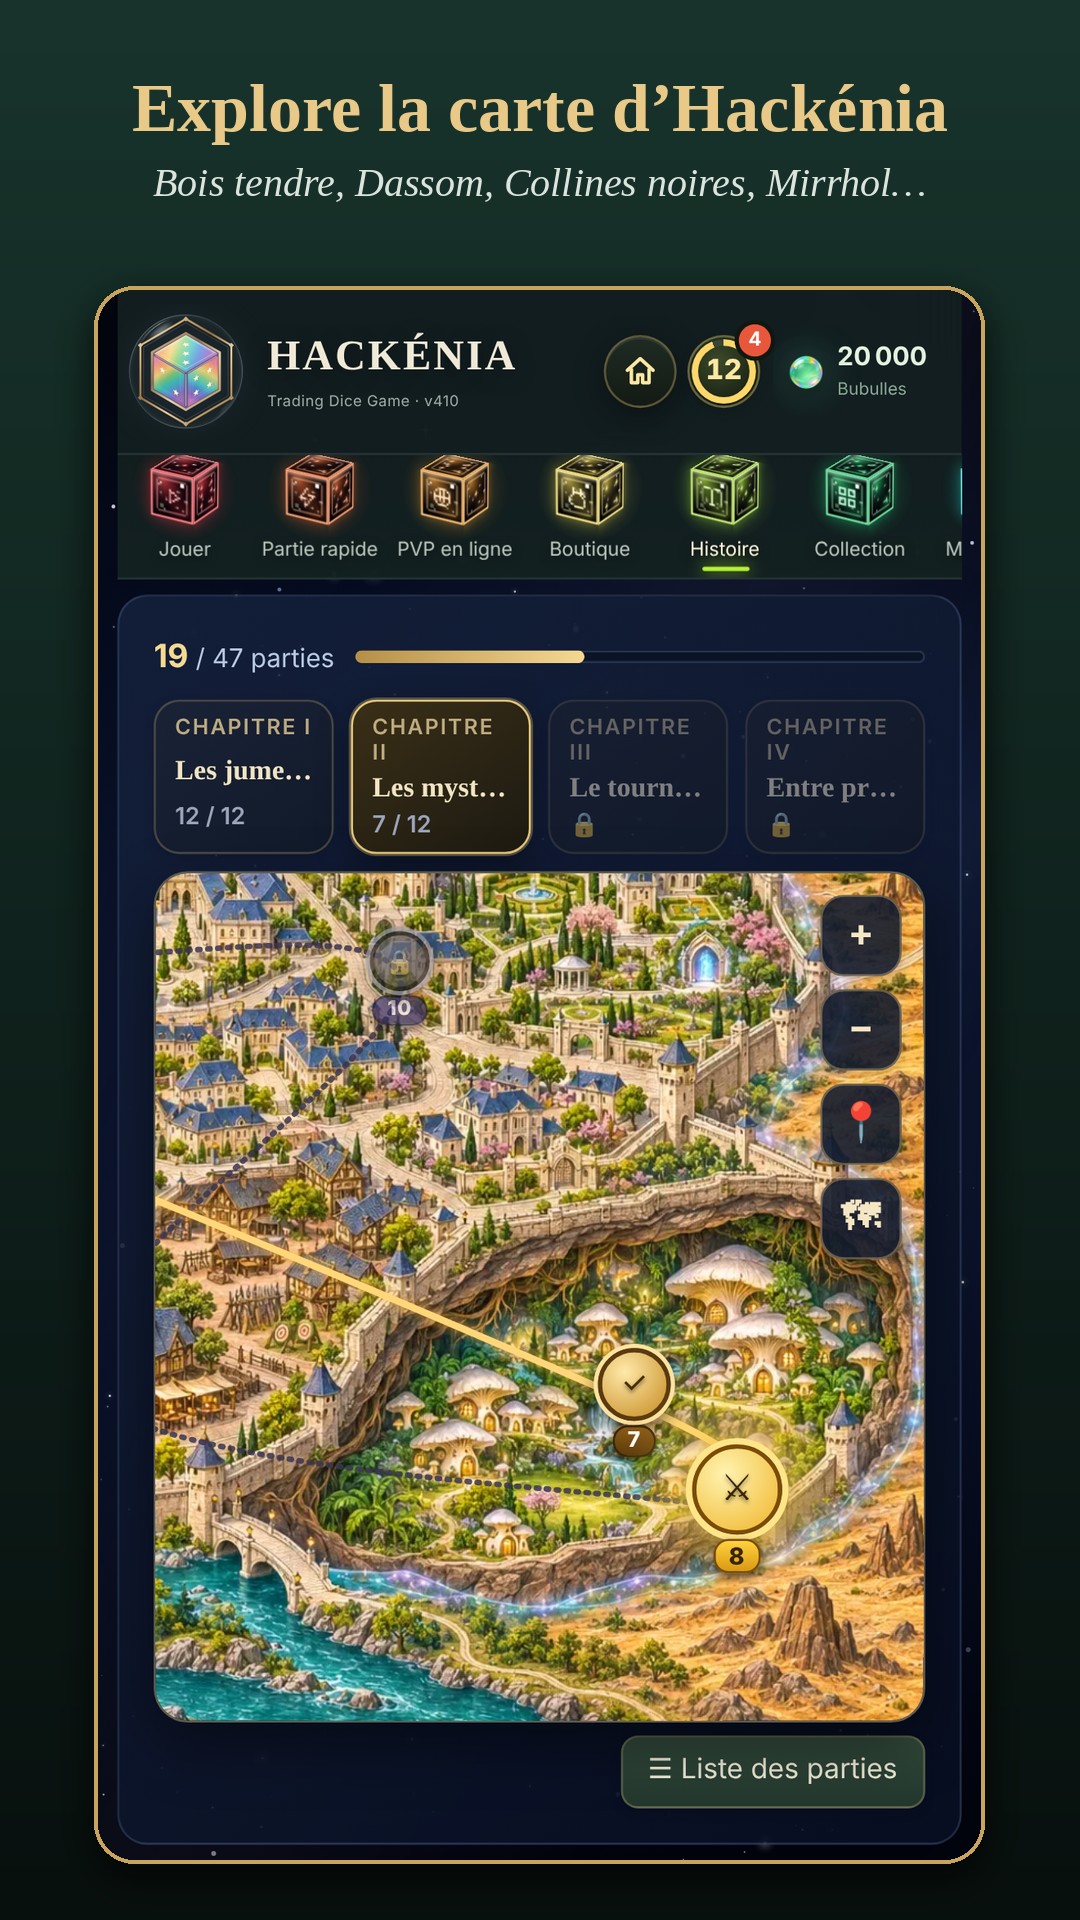 Explore la carte d’Hackénia
Bois tendre, Dassom, Collines noires, Mirrhol…
HACKÉNIA
Trading Dice Game · v410
12
4
20 000
Bubulles
Jouer
Partie rapide
PVP en ligne
Boutique
Histoire
Collection
M
19 / 47 parties
CHAPITRE I
Les jume…
12 / 12
CHAPITRE
II
Les myst…
7 / 12
CHAPITRE
III
Le tourn…
CHAPITRE
IV
Entre pr…
10
7
8
☰ Liste des parties